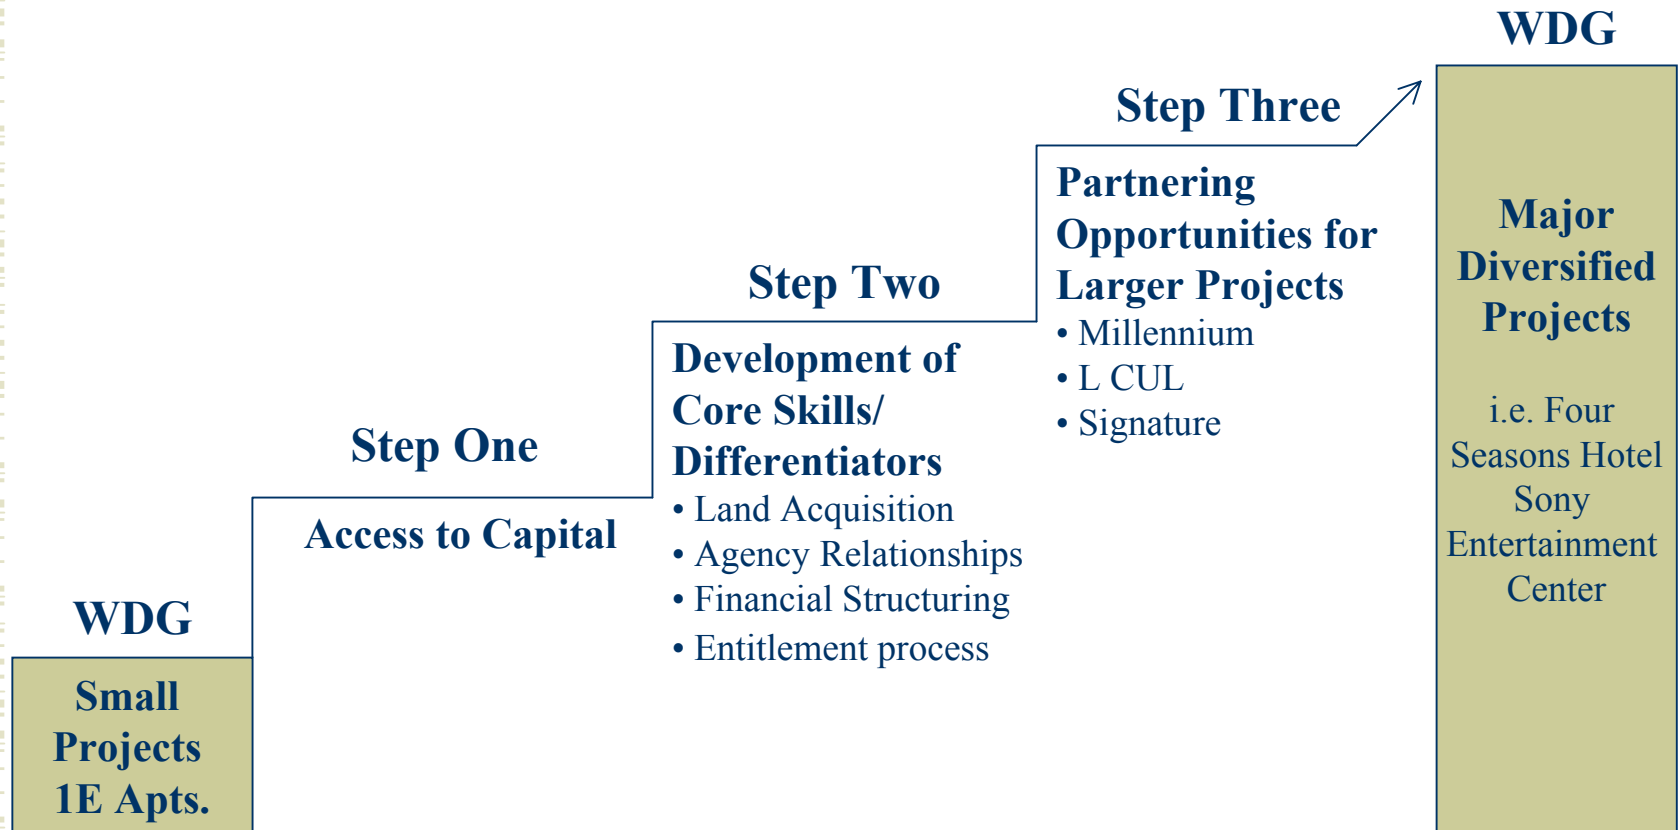 WDG
Small
Projects
1E Apts.
Step One
Access to Capital
Step Two
Development of
Core Skills/
Differentiators
• Land Acquisition
• Agency Relationships
• Financial Structuring
• Entitlement process
Step Three
Partnering
Opportunities for
Larger Projects
• Millennium
• L CUL
• Signature
WDG
Major
Diversified
Projects
i.e. Four
Seasons Hotel
Sony
Entertainment
Center